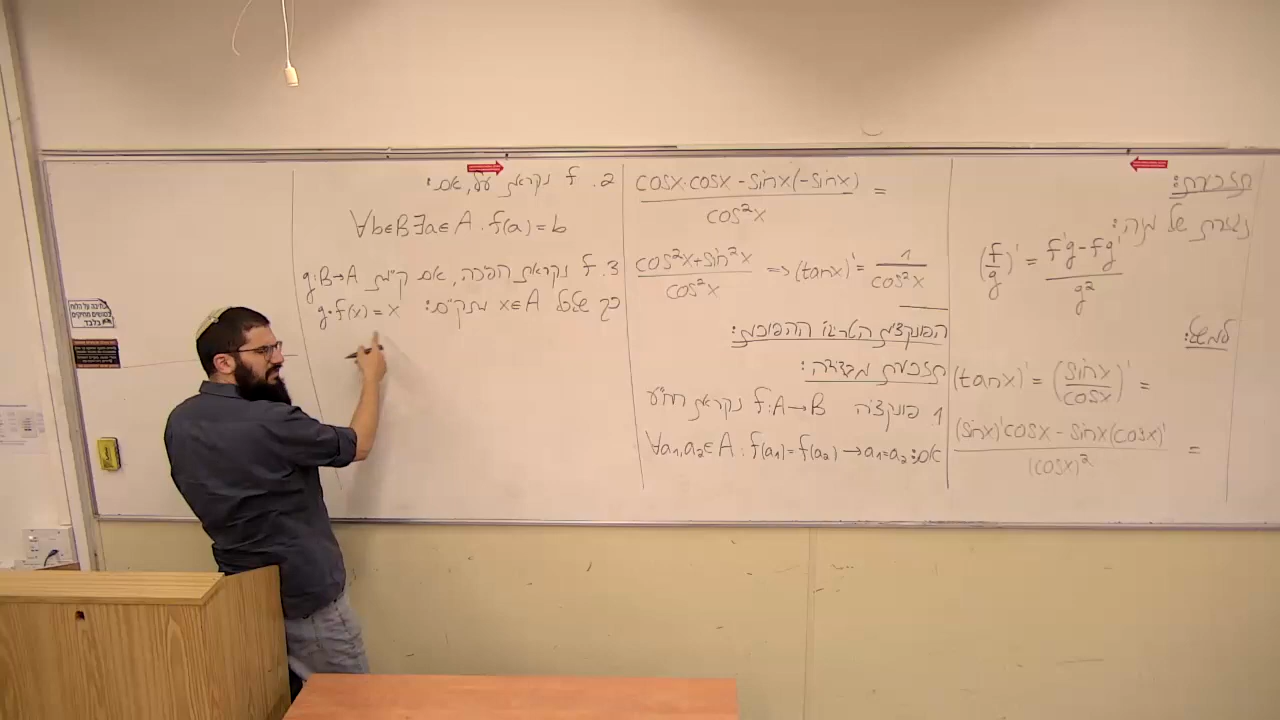 תזכורת:
נגזרת של מנה:
(f/g)' = (f'g - fg')/g²
למשל:
(tanx)' = (sinx/cosx)' =
((sinx)'cosx - sinx(cosx)')/(cosx)² =
(cosx·cosx - sinx(-sinx))/cos²x =
(cos²x+sin²x)/cos²x => (tanx)' = 1/cos²x
הפונקציות הטריגו ההפוכות:
תזכורת מבדידה:
1. פונקציה f:A→B נקראת חח"ע
אם: ∀a₁,a₂∈A. f(a₁)=f(a₂)→a₁=a₂
2. f נקראת על, אם:
∀b∈B∃a∈A. f(a)=b
3. f נקראת הפיכה, אם קיימת g:B→A
כך שלכל x∈A מתקיים: g∘f(x)=x